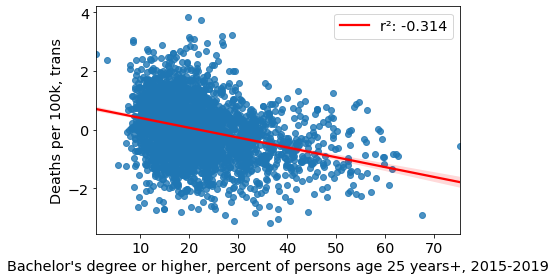 4
2
0
−2
Deaths per 100k, trans
r²: -0.314
10 20 30 40 50 60 70
Bachelor's degree or higher, percent of persons age 25 years+, 2015-2019